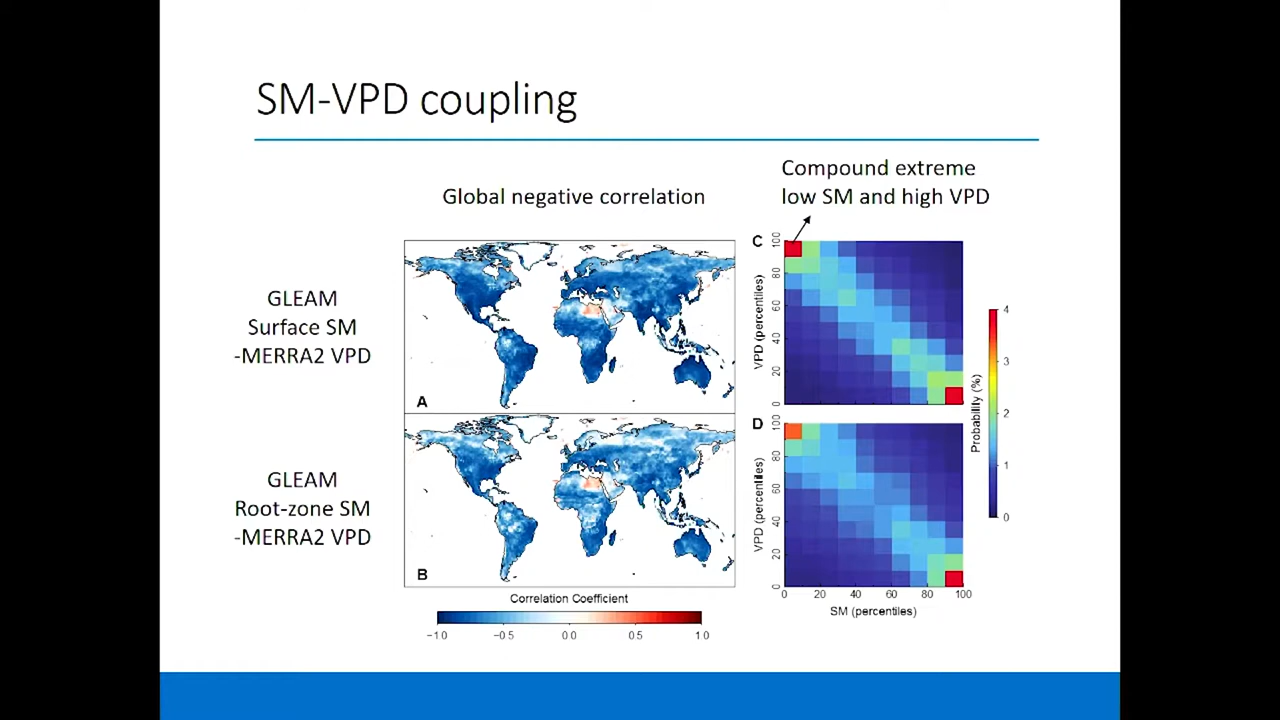 SM-VPD coupling
Global negative correlation
Compound extreme
low SM and high VPD
GLEAM
Surface SM
-MERRA2 VPD
A
C
VPD (percentiles)
0 20 40 60 80 100
GLEAM
Root-zone SM
-MERRA2 VPD
B
D
VPD (percentiles)
0 20 40 60 80 100
0 20 40 60 80 100
SM (percentiles)
Probability (%)
4
3
2
1
0
Correlation Coefficient
-1.0 -0.5 0.0 0.5 1.0